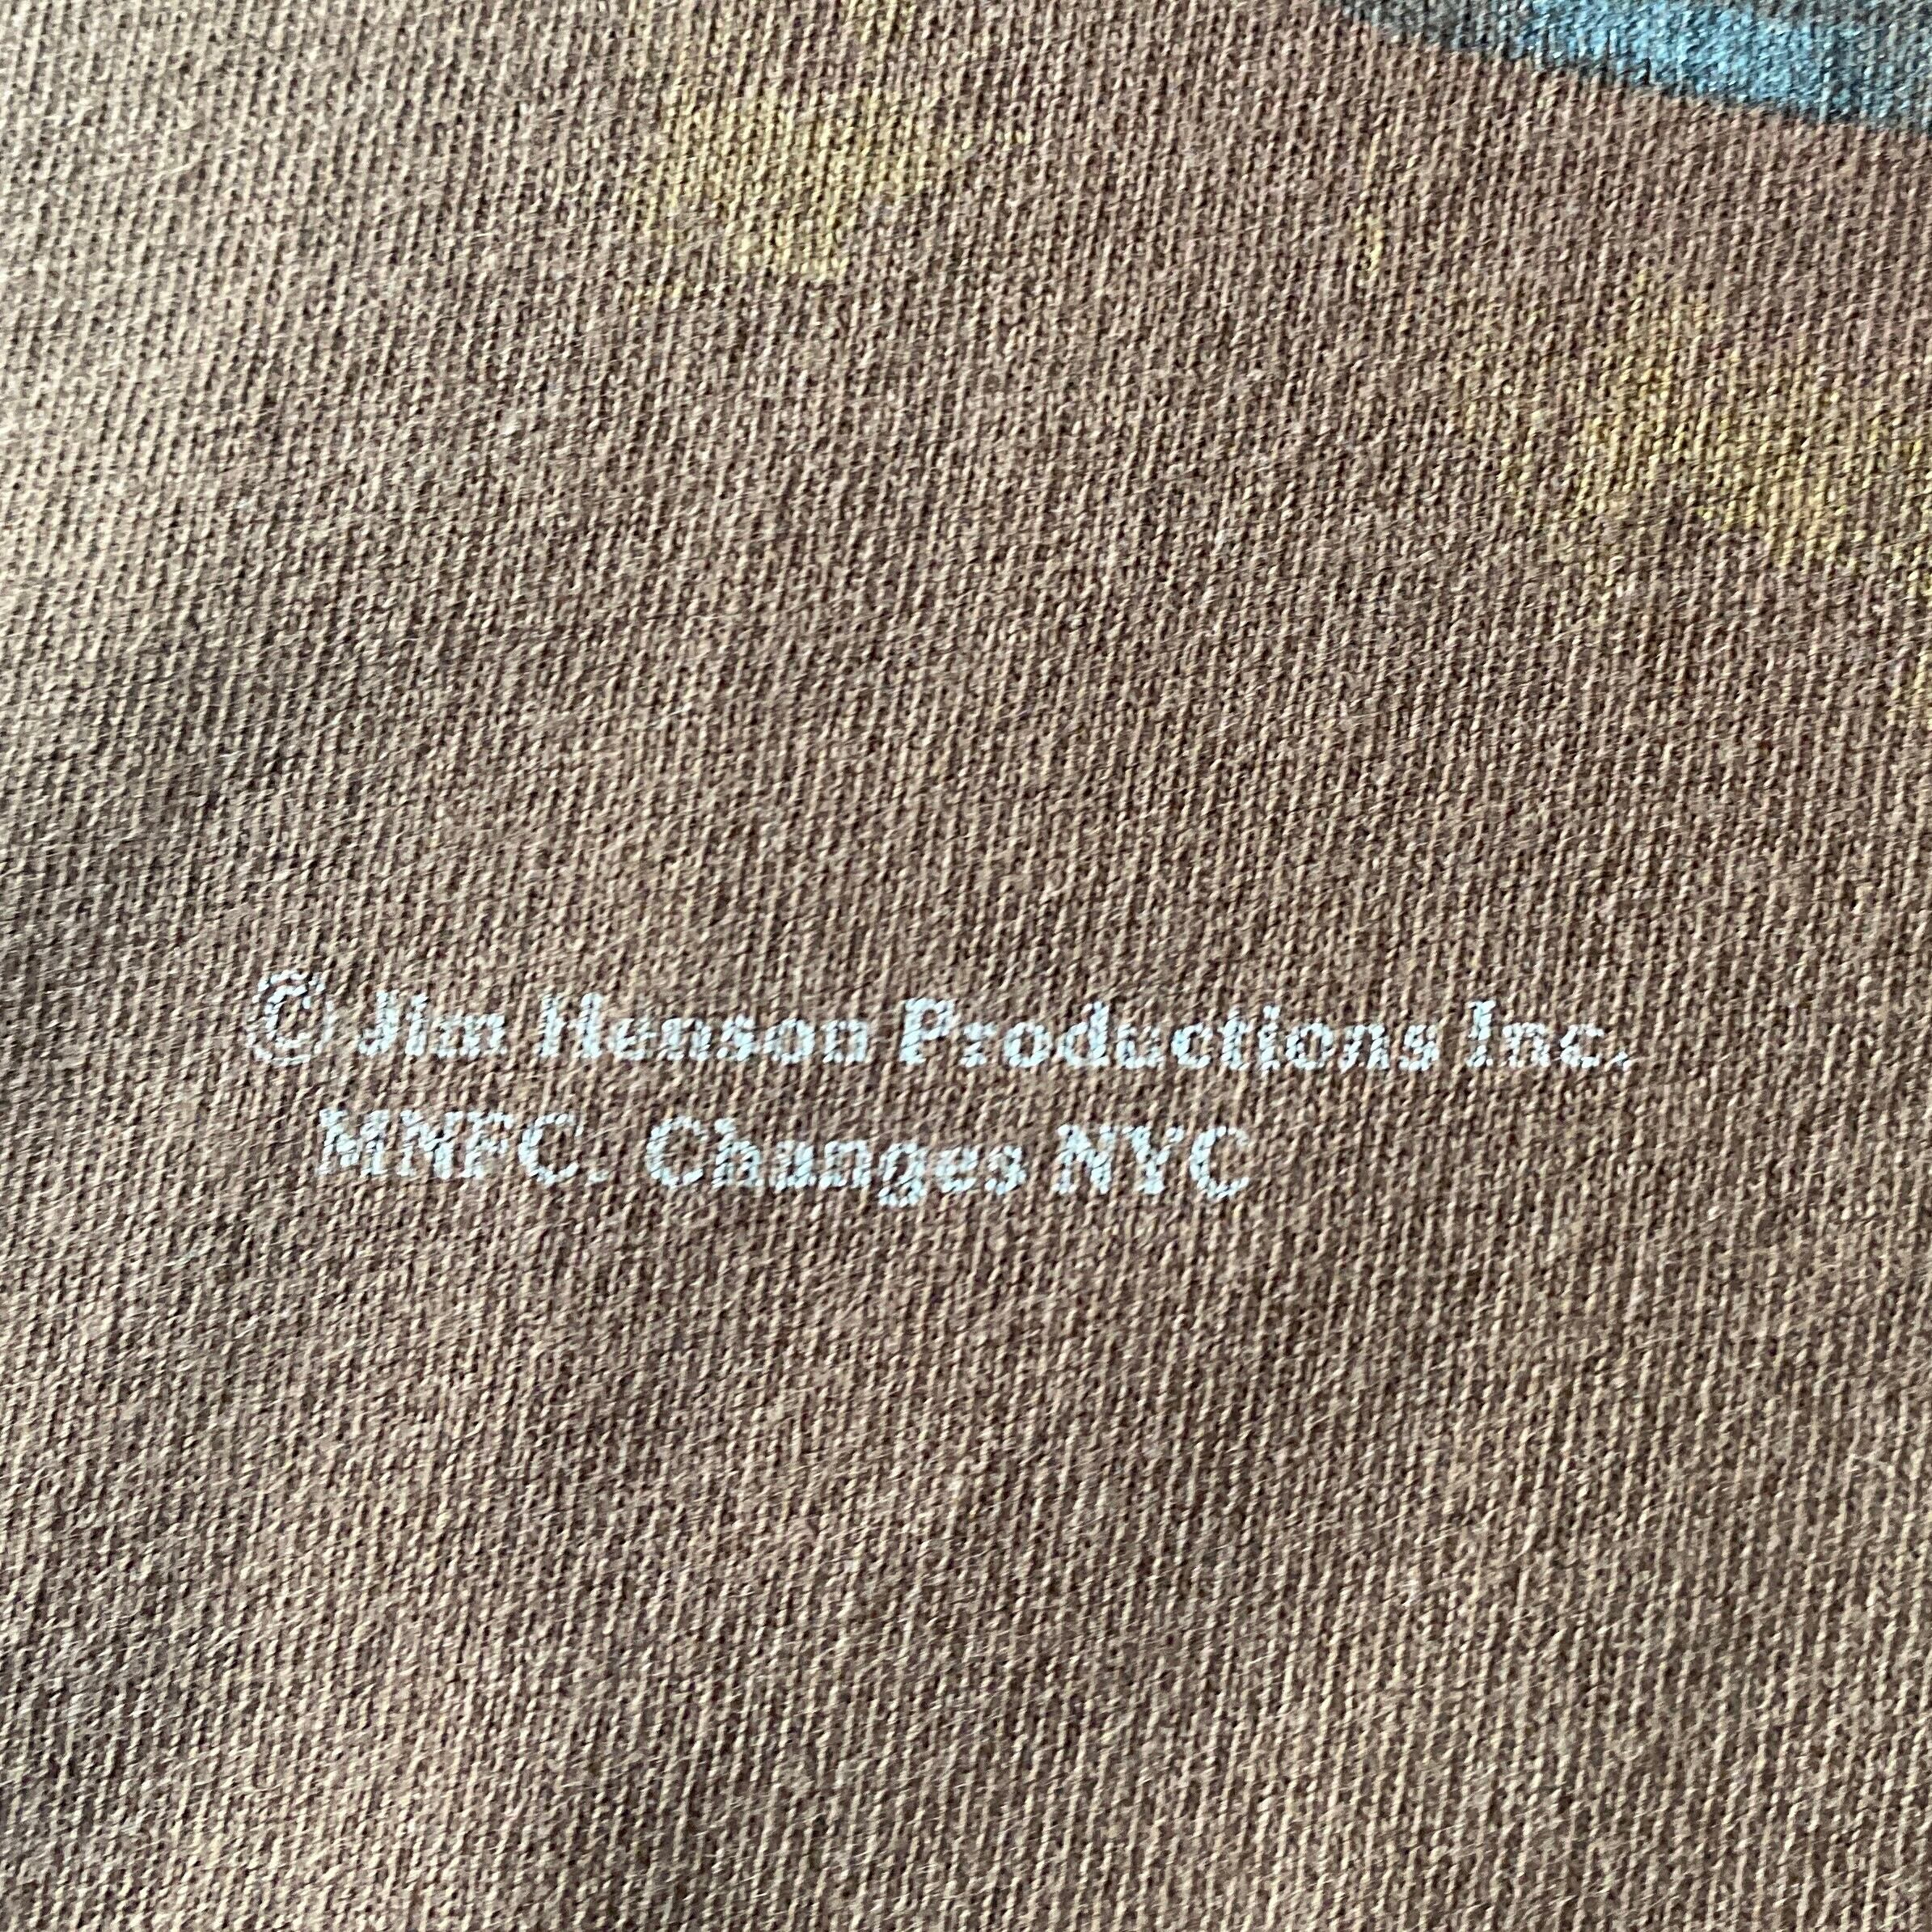 © Jim Henson Productions Inc.
MNFC. Changes NYC